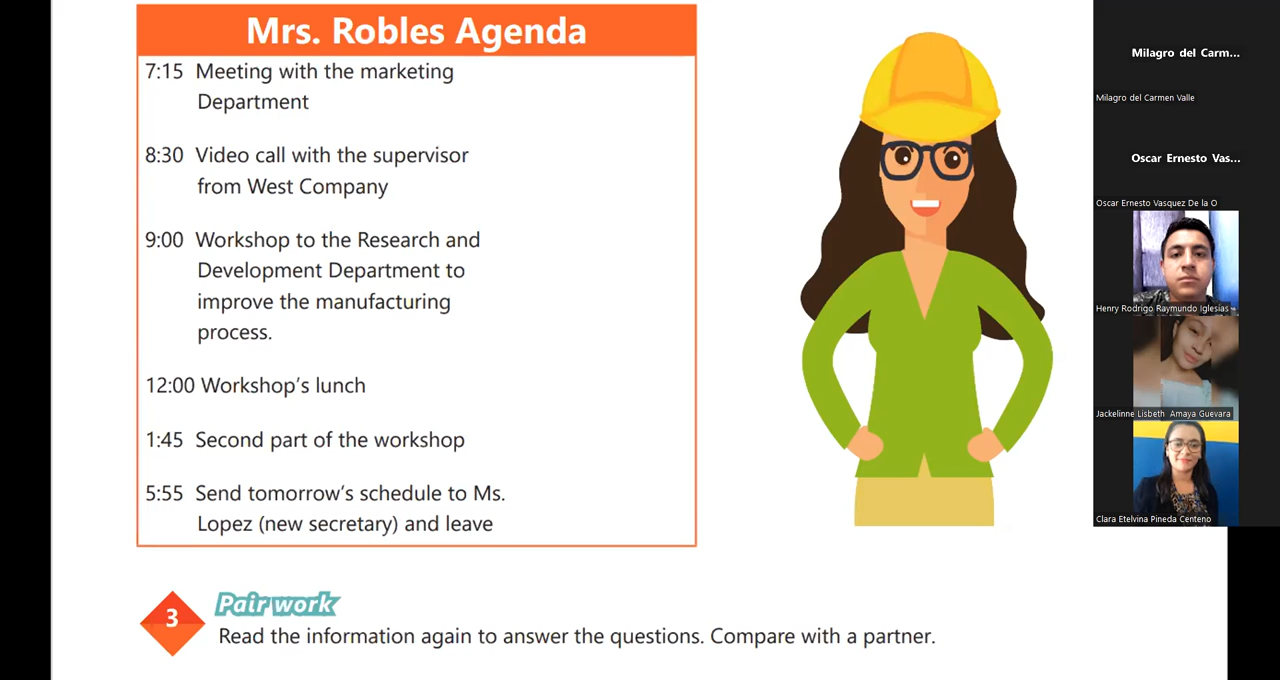 Mrs. Robles Agenda
7:15 Meeting with the marketing
Department
8:30 Video call with the supervisor
from West Company
9:00 Workshop to the Research and
Development Department to
improve the manufacturing
process.
12:00 Workshop's lunch
1:45 Second part of the workshop
5:55 Send tomorrow's schedule to Ms.
Lopez (new secretary) and leave
3
Pair work
Read the information again to answer the questions. Compare with a partner.
Milagro del Carm...
Milagro del Carmen Valle
Oscar Ernesto Vas...
Oscar Ernesto Vasquez De la O
Henry Rodrigo Raymundo Iglesias
Jackelinne Lisbeth Amaya Guevara
Clara Etelvina Pineda Centeno